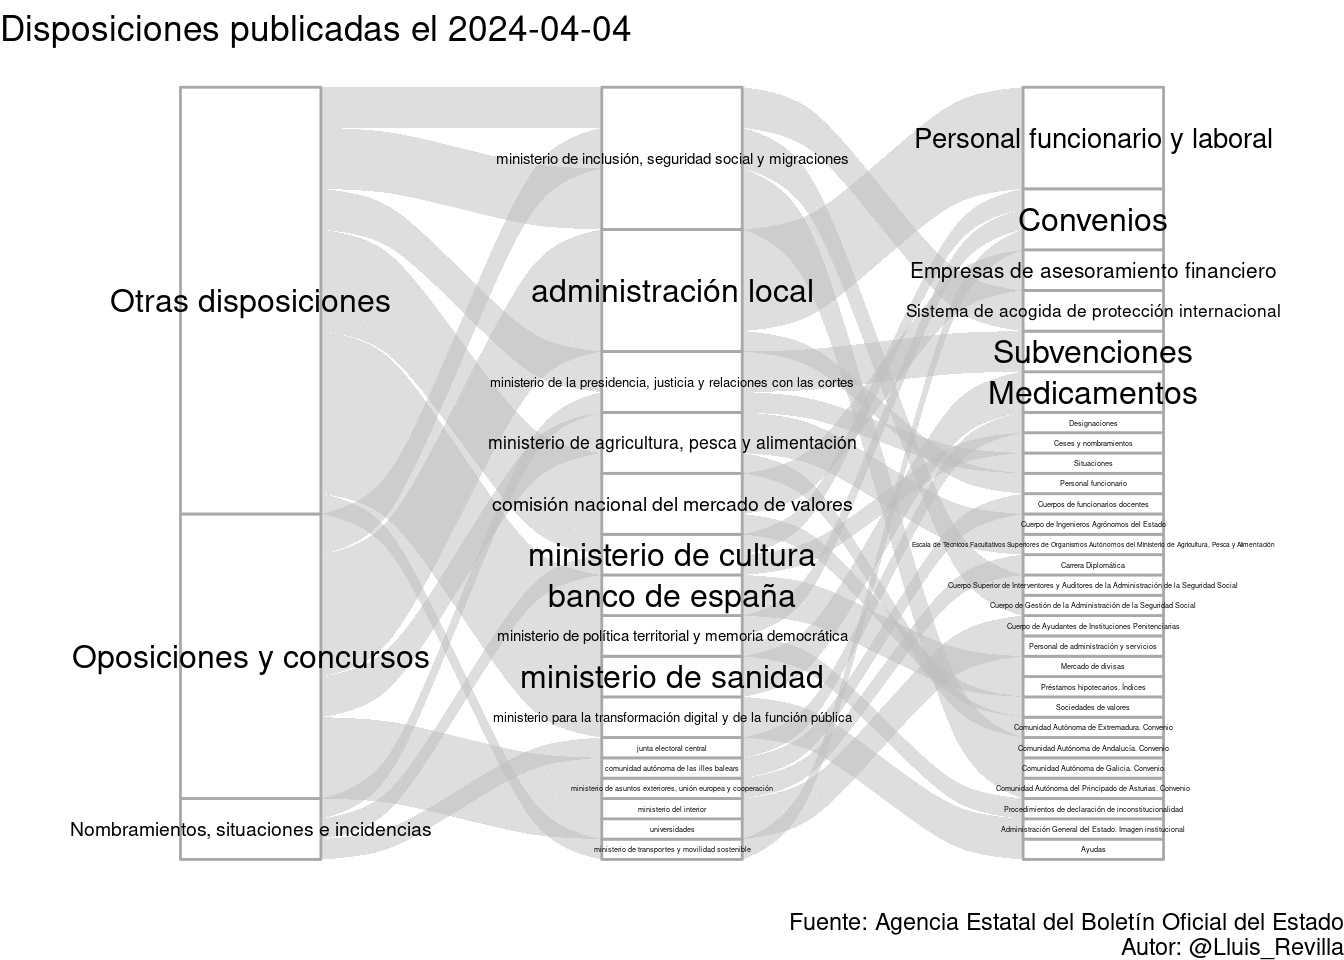 Disposiciones publicadas el 2024-04-04
Otras disposiciones
Oposiciones y concursos
Nombramientos, situaciones e incidencias
ministerio de inclusión, seguridad social y migraciones
administración local
ministerio de la presidencia, justicia y relaciones con las cortes
ministerio de agricultura, pesca y alimentación
comisión nacional del mercado de valores
ministerio de cultura
banco de españa
ministerio de política territorial y memoria democrática
ministerio de sanidad
ministerio para la transformación digital y de la función pública
junta electoral central
comunidad autónoma de las illes balears
ministerio de asuntos exteriores, unión europea y cooperación
ministerio del interior
universidades
ministerio de transportes y movilidad sostenible
Personal funcionario y laboral
Convenios
Empresas de asesoramiento financiero
Sistema de acogida de protección internacional
Subvenciones
Medicamentos
Designaciones
Ceses y nombramientos
Situaciones
Personal funcionario
Cuerpos de funcionarios docentes
Cuerpo de Ingenieros Agrónomos del Estado
Escala de Técnicos Facultativos Superiores de Organismos Autónomos del Ministerio de Agricultura, Pesca y Alimentación
Carrera Diplomática
Cuerpo Superior de Interventores y Auditores de la Administración de la Seguridad Social
Cuerpo de Gestión de la Administración de la Seguridad Social
Cuerpo de Ayudantes de Instituciones Penitenciarias
Personal de administración y servicios
Mercado de divisas
Préstamos hipotecarios. Índices
Sociedades de valores
Comunidad Autónoma de Extremadura. Convenio
Comunidad Autónoma de Andalucía. Convenio
Comunidad Autónoma de Galicia. Convenio
Comunidad Autónoma del Principado de Asturias. Convenio
Procedimientos de declaración de inconstitucionalidad
Administración General del Estado. Imagen institucional
Ayudas
Fuente: Agencia Estatal del Boletín Oficial del Estado
Autor: @Lluis_Revilla